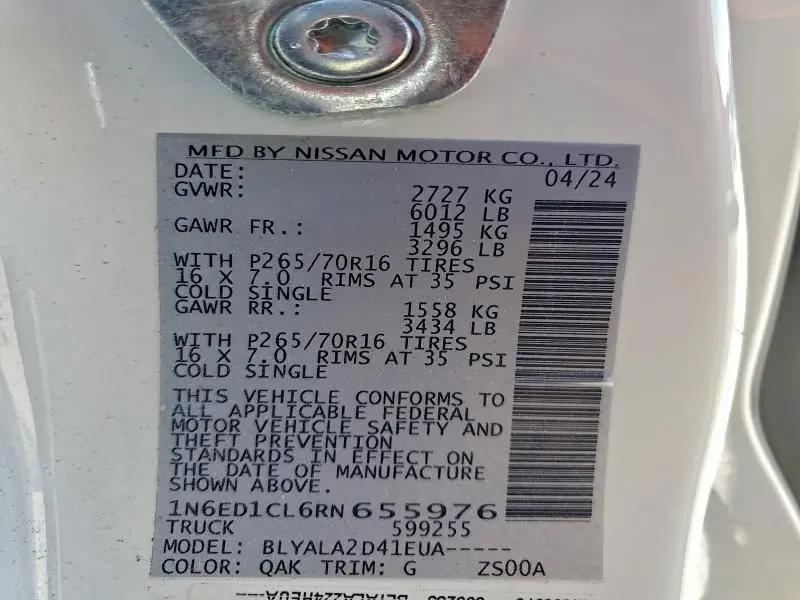 MFD BY NISSAN MOTOR CO., LTD.
DATE: 04/24
GVWR: 2727 KG
6012 LB
GAWR FR.: 1495 KG
3296 LB
WITH P265/70R16 TIRES
16 X 7.0 RIMS AT 35 PSI
COLD SINGLE
GAWR RR.: 1558 KG
3434 LB
WITH P265/70R16 TIRES
16 X 7.0 RIMS AT 35 PSI
COLD SINGLE
THIS VEHICLE CONFORMS TO
ALL APPLICABLE FEDERAL
MOTOR VEHICLE SAFETY AND
THEFT PREVENTION
STANDARDS IN EFFECT ON
THE DATE OF MANUFACTURE
SHOWN ABOVE.
1N6ED1CL6RN655976
TRUCK 599255
MODEL: BLYALA2D41EUA-----
COLOR: QAK TRIM: G ZS00A